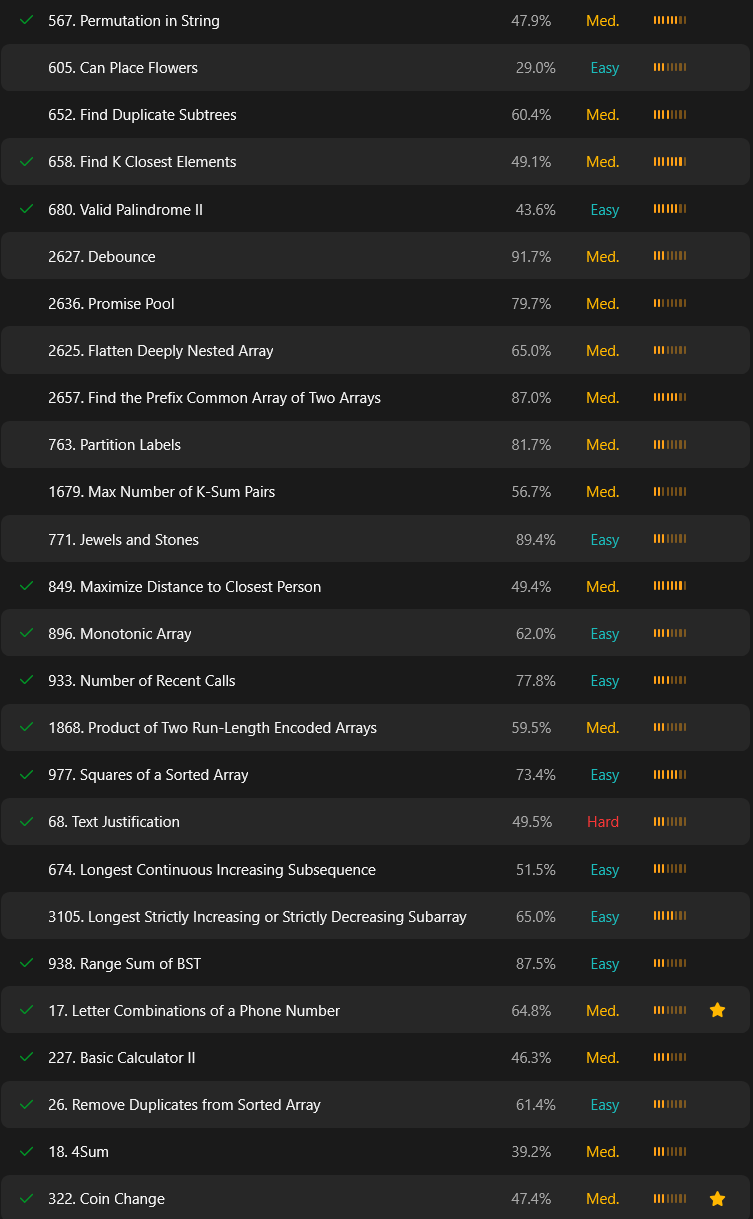 567. Permutation in String 47.9% Med.
605. Can Place Flowers 29.0% Easy
652. Find Duplicate Subtrees 60.4% Med.
658. Find K Closest Elements 49.1% Med.
680. Valid Palindrome II 43.6% Easy
2627. Debounce 91.7% Med.
2636. Promise Pool 79.7% Med.
2625. Flatten Deeply Nested Array 65.0% Med.
2657. Find the Prefix Common Array of Two Arrays 87.0% Med.
763. Partition Labels 81.7% Med.
1679. Max Number of K-Sum Pairs 56.7% Med.
771. Jewels and Stones 89.4% Easy
849. Maximize Distance to Closest Person 49.4% Med.
896. Monotonic Array 62.0% Easy
933. Number of Recent Calls 77.8% Easy
1868. Product of Two Run-Length Encoded Arrays 59.5% Med.
977. Squares of a Sorted Array 73.4% Easy
68. Text Justification 49.5% Hard
674. Longest Continuous Increasing Subsequence 51.5% Easy
3105. Longest Strictly Increasing or Strictly Decreasing Subarray 65.0% Easy
938. Range Sum of BST 87.5% Easy
17. Letter Combinations of a Phone Number 64.8% Med.
227. Basic Calculator II 46.3% Med.
26. Remove Duplicates from Sorted Array 61.4% Easy
18. 4Sum 39.2% Med.
322. Coin Change 47.4% Med.